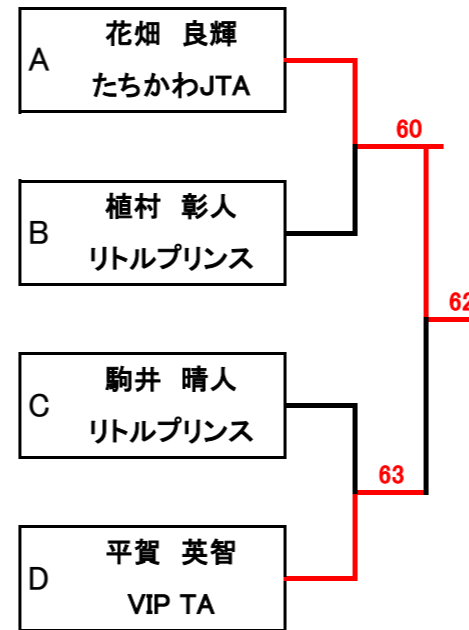 A
花畑 良輝
たちかわJTA
60
B
植村 彰人
リトルプリンス
62
C
駒井 晴人
リトルプリンス
63
D
平賀 英智
VIP TA